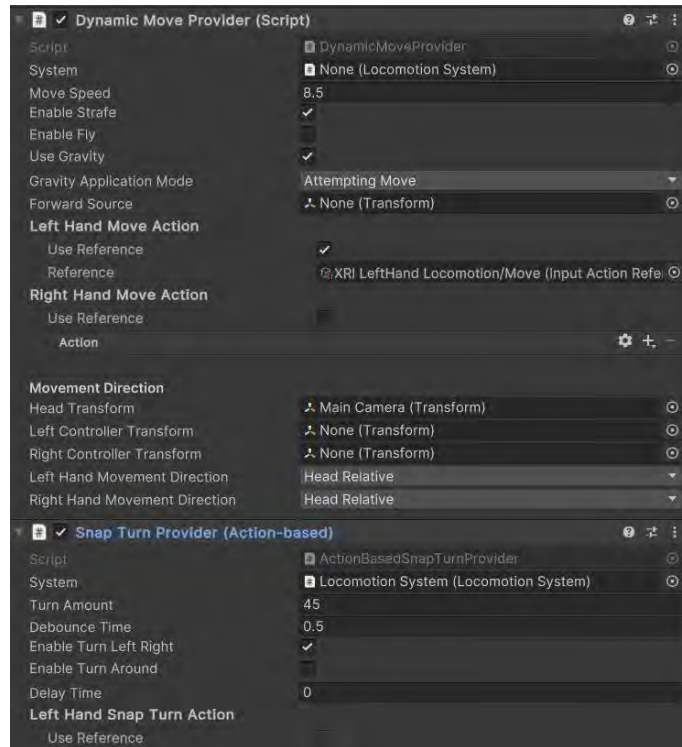 Dynamic Move Provider (Script)
Script DynamicMoveProvider
System None (Locomotion System)
Move Speed 8.5
Enable Strafe
Enable Fly
Use Gravity
Gravity Application Mode Attempting Move
Forward Source None (Transform)
Left Hand Move Action
Use Reference
Reference XRI LeftHand Locomotion/Move (Input Action Refe
Right Hand Move Action
Use Reference
Action
Movement Direction
Head Transform Main Camera (Transform)
Left Controller Transform None (Transform)
Right Controller Transform None (Transform)
Left Hand Movement Direction Head Relative
Right Hand Movement Direction Head Relative
Snap Turn Provider (Action-based)
Script ActionBasedSnapTurnProvider
System Locomotion System (Locomotion System)
Turn Amount 45
Debounce Time 0.5
Enable Turn Left Right
Enable Turn Around
Delay Time 0
Left Hand Snap Turn Action
Use Reference